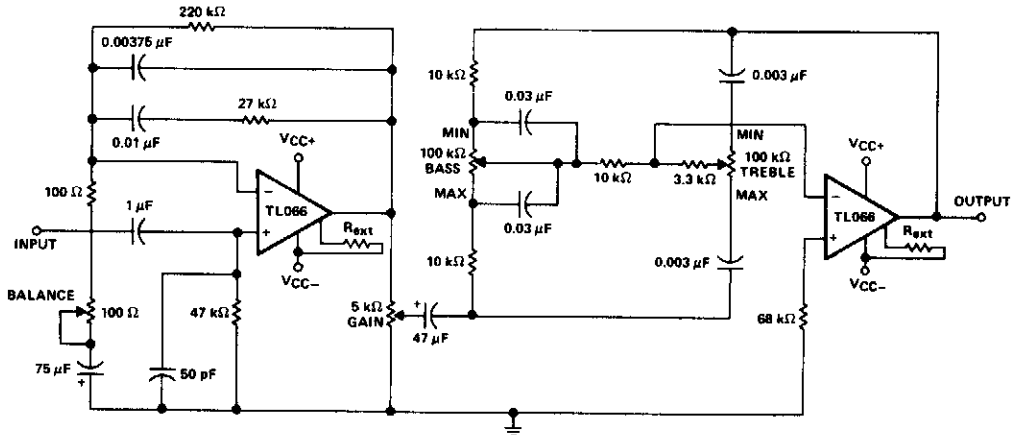 220 kΩ
0.00375 µF
27 kΩ
0.01 µF
VCC+
100 Ω
1 µF
−
+
TL066
Rext
INPUT
VCC−
BALANCE
100 Ω
47 kΩ
75 µF
+
50 pF
5 kΩ
GAIN
+
47 µF
10 kΩ
0.03 µF
MIN
100 kΩ
BASS
MAX
0.03 µF
10 kΩ
10 kΩ
3.3 kΩ
0.003 µF
MIN
100 kΩ
TREBLE
MAX
0.003 µF
VCC+
−
+
TL066
Rext
OUTPUT
VCC−
68 kΩ